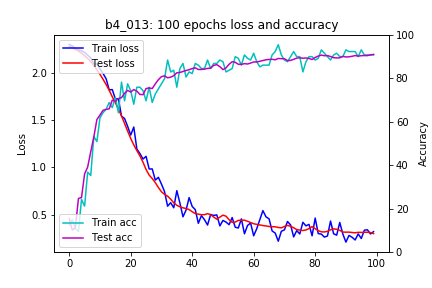 b4_013: 100 epochs loss and accuracy
Train loss
Test loss
Train acc
Test acc
Loss
2.0
1.5
1.0
0.5
Accuracy
100
80
60
40
20
0
0
20
40
60
80
100